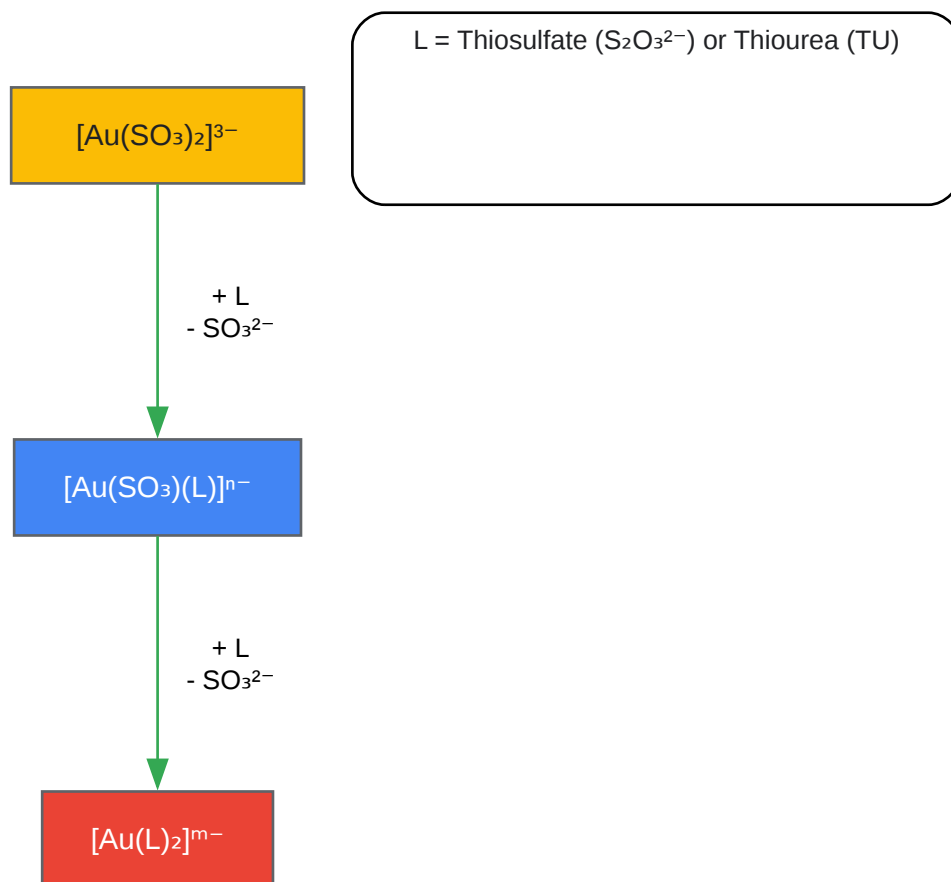 L = Thiosulfate (S₂O₃²⁻) or Thiourea (TU)
[Au(SO₃)₂]³⁻
+ L
- SO₃²⁻
[Au(SO₃)(L)]ⁿ⁻
+ L
- SO₃²⁻
[Au(L)₂]ᵐ⁻